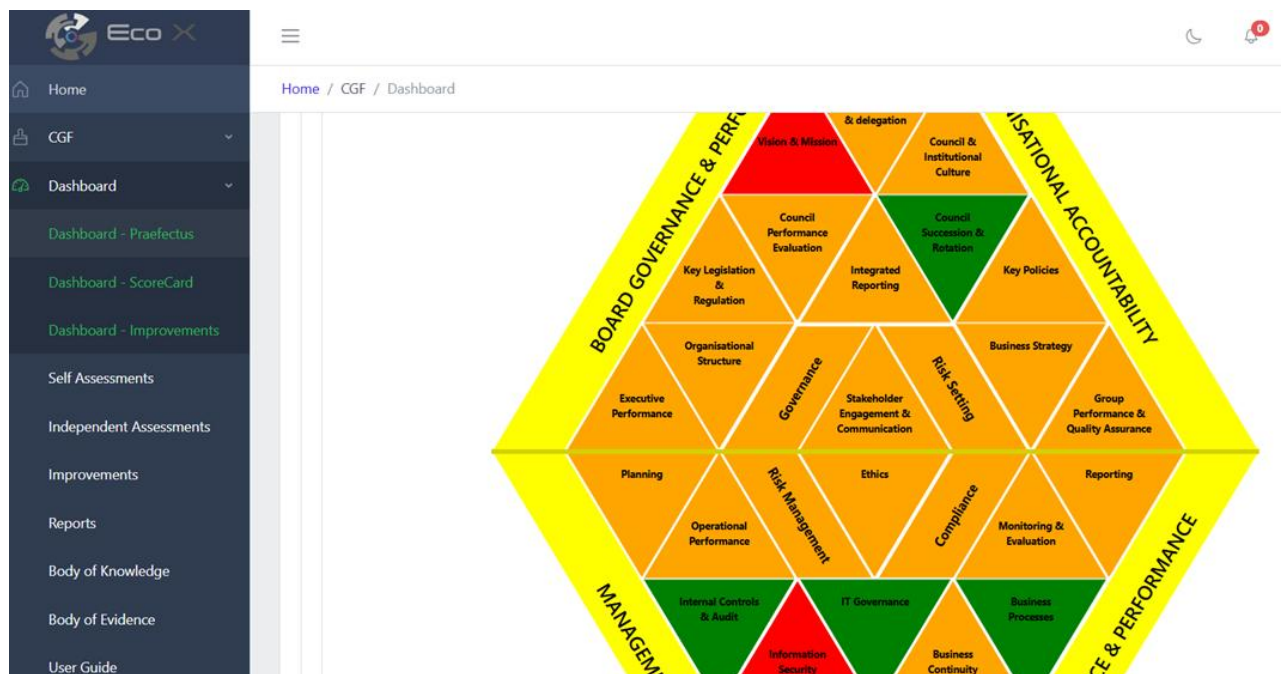 Eco X
0
Home
CGF
Dashboard
Dashboard - Praefectus
Dashboard - ScoreCard
Dashboard - Improvements
Self Assessments
Independent Assessments
Improvements
Reports
Body of Knowledge
Body of Evidence
User Guide
Home / CGF / Dashboard
BOARD GOVERNANCE & PERFO
ISATIONAL ACCOUNTABILITY
& delegation
Vision & Mission
Council &
Institutional
Culture
Council
Performance
Evaluation
Council
Succession &
Rotation
Key Legislation
&
Regulation
Integrated
Reporting
Key Policies
Organisational
Structure
Governance
Risk Setting
Business Strategy
Executive
Performance
Stakeholder
Engagement &
Communication
Group
Performance &
Quality Assurance
Planning
Risk Management
Ethics
Compliance
Reporting
Operational
Performance
Monitoring &
Evaluation
MANAGEM
CE & PERFORMANCE
Internal Controls
& Audit
IT Governance
Business
Processes
Information
Security
Business
Continuity